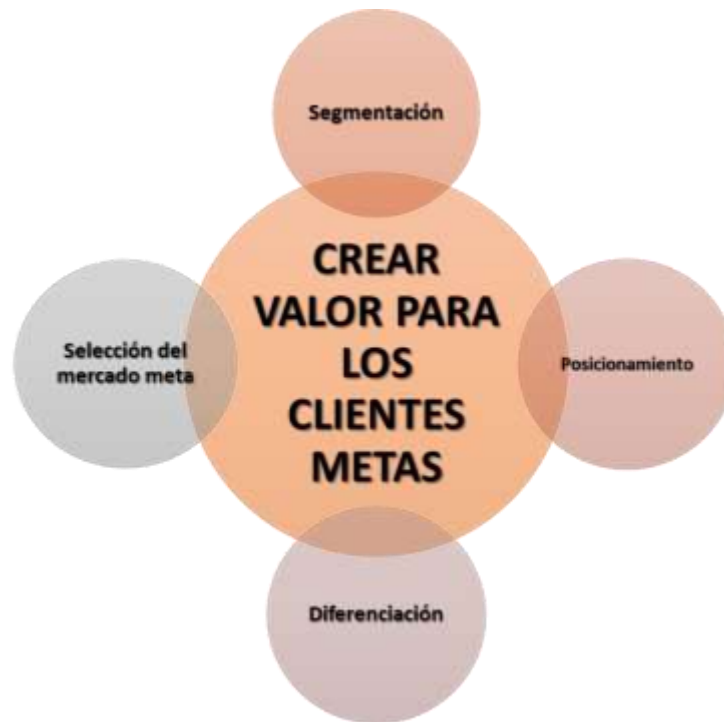 Segmentación
CREAR
VALOR PARA
LOS
CLIENTES
METAS
Selección del
mercado meta
Posicionamiento
Diferenciación